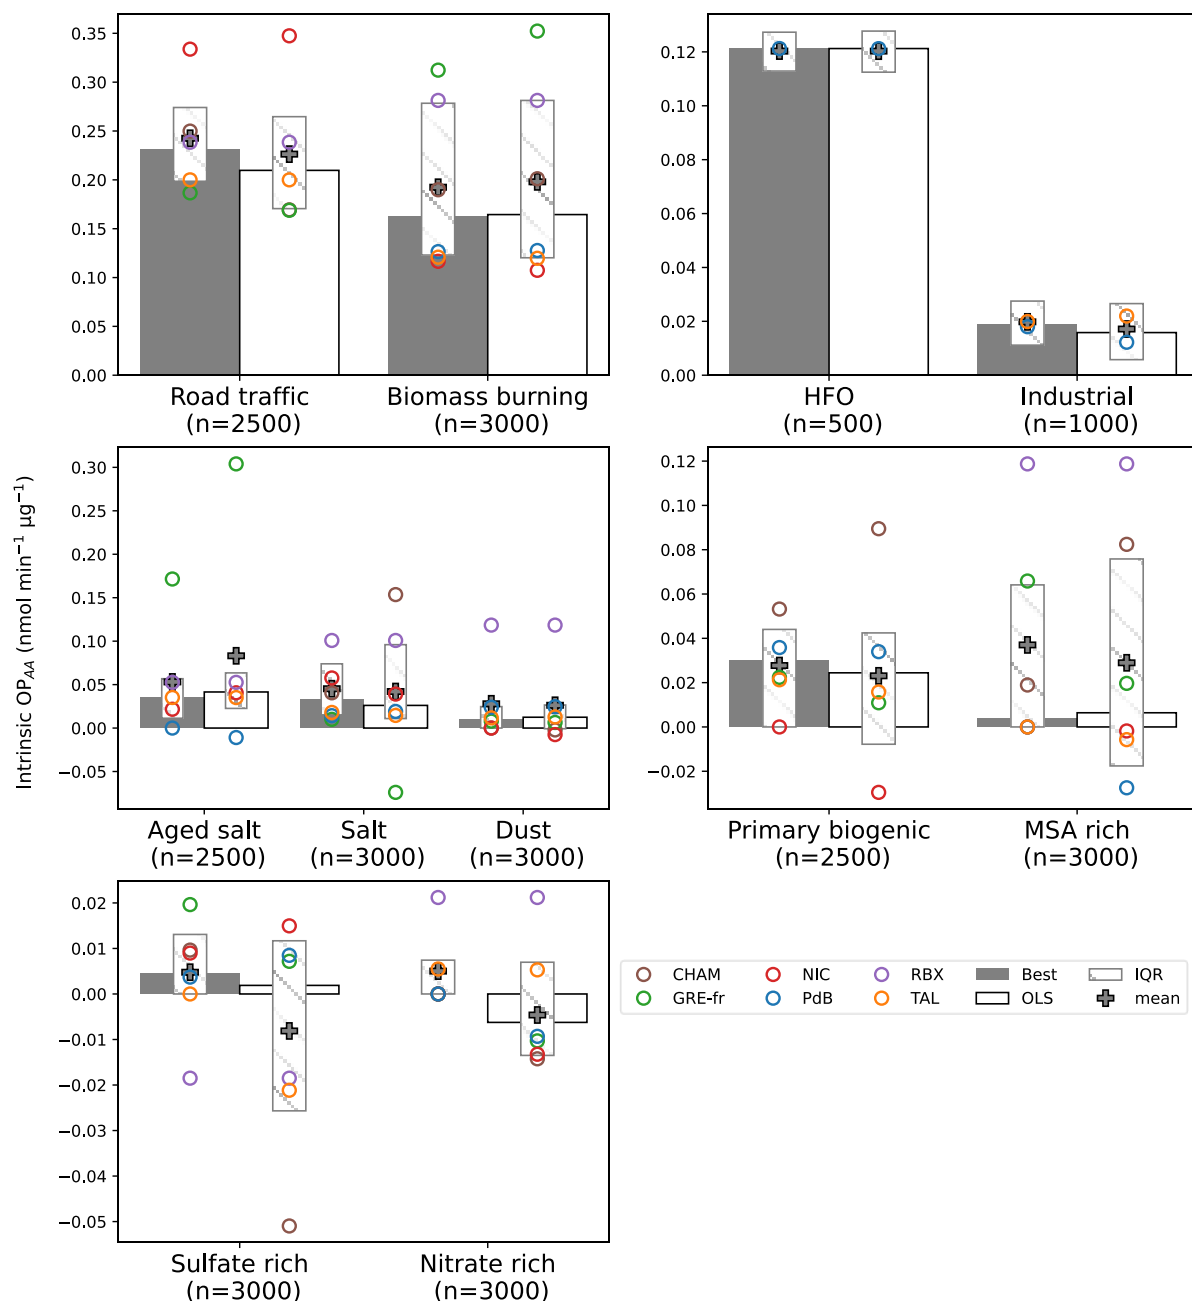 0.35
0.30
0.25
0.20
0.15
0.10
0.05
0.00
Road traffic
(n=2500)
Biomass burning
(n=3000)
0.12
0.10
0.08
0.06
0.04
0.02
0.00
HFO
(n=500)
Industrial
(n=1000)
Intrinsic OP_AA (nmol min⁻¹ µg⁻¹)
0.30
0.25
0.20
0.15
0.10
0.05
0.00
−0.05
Aged salt
(n=2500)
Salt
(n=3000)
Dust
(n=3000)
0.12
0.10
0.08
0.06
0.04
0.02
0.00
−0.02
Primary biogenic
(n=2500)
MSA rich
(n=3000)
0.02
0.01
0.00
−0.01
−0.02
−0.03
−0.04
−0.05
Sulfate rich
(n=3000)
Nitrate rich
(n=3000)
CHAM NIC RBX Best IQR
GRE-fr PdB TAL OLS mean